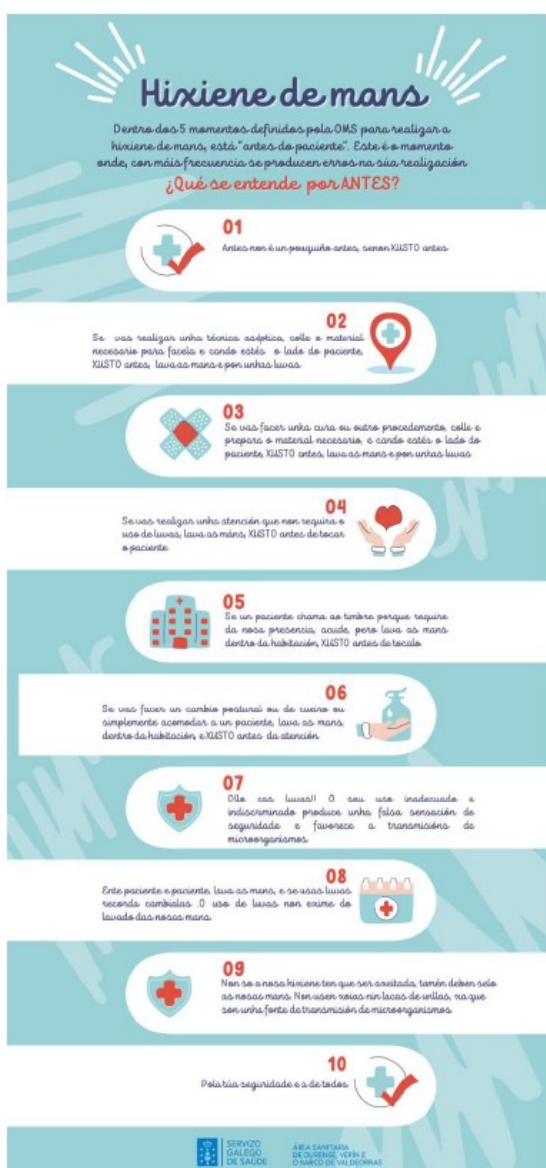 Hixiene de mans
Dentro dos 5 momentos definidos pola OMS para realizar a
hixiene de mans, está "antes do paciente". Este é o momento
onde, con máis frecuencia se producen erros na súa realización
¿Qué se entende por ANTES?
01
Antes non é un pouquiño antes, senon XUSTO antes
02
Se vas realizar unha técnica aséptica, colle o material
necesario para facela e cando estés o lado do paciente,
XUSTO antes, lava as mans e pon unhas luvas
03
Se vas facer unha cura ou outro procedemento, colle e
prepara o material necesario, e cando estés o lado do
paciente, XUSTO antes, lava as mans e pon unhas luvas
04
Se vas realizar unha atención que non requira o
uso de luvas, lava as máns, XUSTO antes de tocar
o paciente
05
Se un paciente chama ao timbre porque require
da nosa presencia, acude, pero lava as mans
dentro da habitación, XUSTO antes de tocalo
06
Se vas facer un cambio postural ou de cueiro ou
simplemente acomodar a un paciente, lava as mans,
dentro da habitación, e XUSTO antes da atención
07
Ollo cas luvas!! O seu uso inadecuado e
indiscriminado produce unha falsa sensación de
seguridade e favorece a transmisións de
microorganismos
08
Ente paciente e paciente, lava as mans, e se usas luvas
recorda cambialas .O uso de luvas non exime do
lavado das nosas mans.
09
Non so a nosa hixiene ten que ser axeitada, tamén deben selo
as nosas mans. Non usen xoias nin lacas de uñllas, xa que
son unha fonte de transmisión de microorganismos
10
Pola túa seguridade e a de todos
SERVIZO
GALEGO
DE SAÚDE
ÁREA SANITARIA
DE OURENSE, VERÍN E
O BARCO DE VALDEORRAS